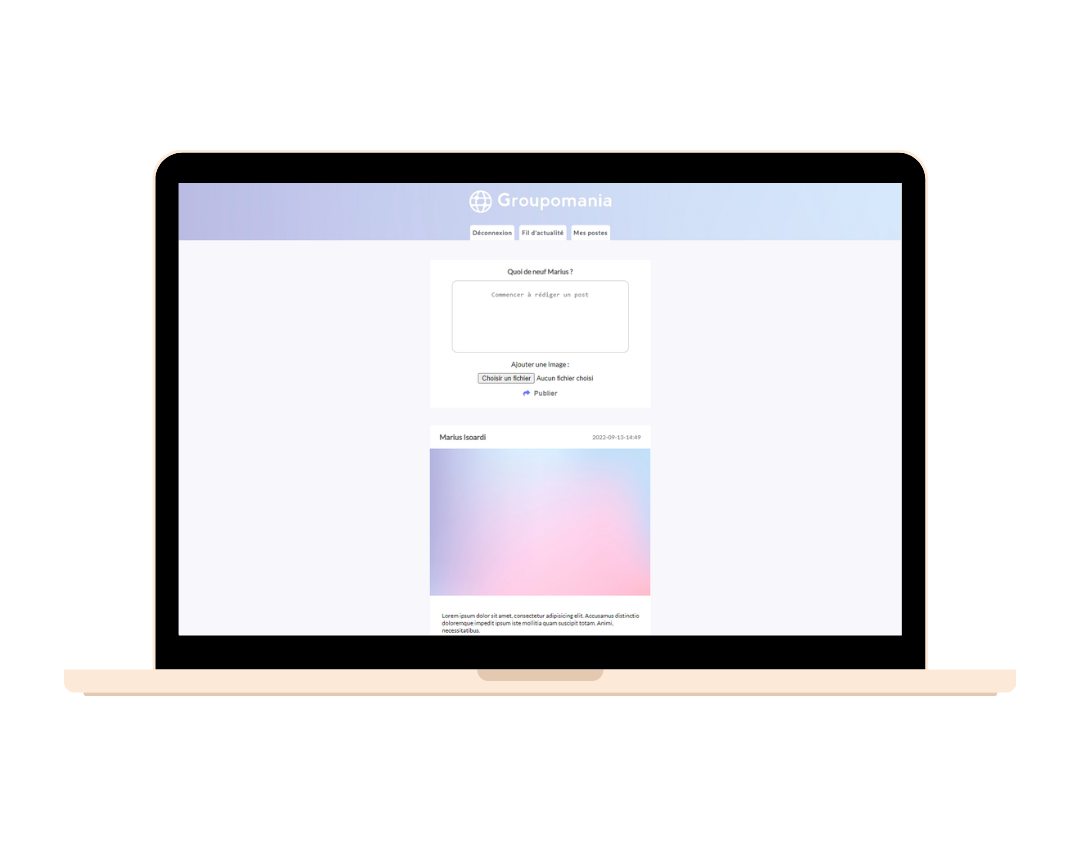 Groupomania
Déconnexion Fil d'actualité Mes postes
Quoi de neuf Marius ?
Commencer à rédiger un post
Ajouter une image :
Choisir un fichier Aucun fichier choisi
Publier
Marius Isoardi 2022-09-13-14:49
Lorem ipsum dolor sit amet, consectetur adipisicing elit. Accusamus distinctio
doloremque impedit ipsum iste mollitia quam suscipit totam. Animi,
necessitatibus.